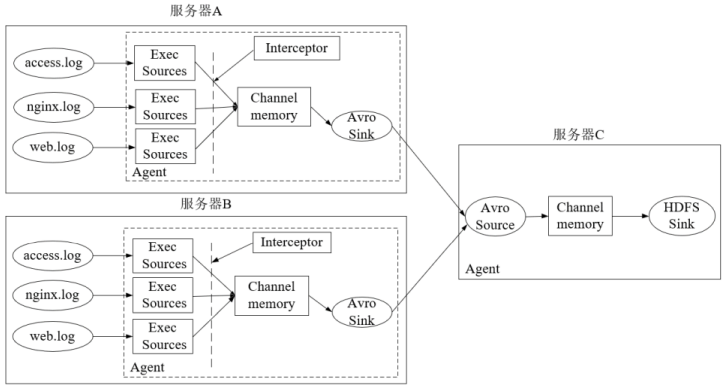 服务器A
access.log
Exec
Sources
Interceptor
nginx.log
Exec
Sources
Channel
memory
Avro
Sink
web.log
Exec
Sources
Agent
服务器B
access.log
Exec
Sources
Interceptor
nginx.log
Exec
Sources
Channel
memory
Avro
Sink
web.log
Exec
Sources
Agent
服务器C
Avro
Source
Channel
memory
HDFS
Sink
Agent